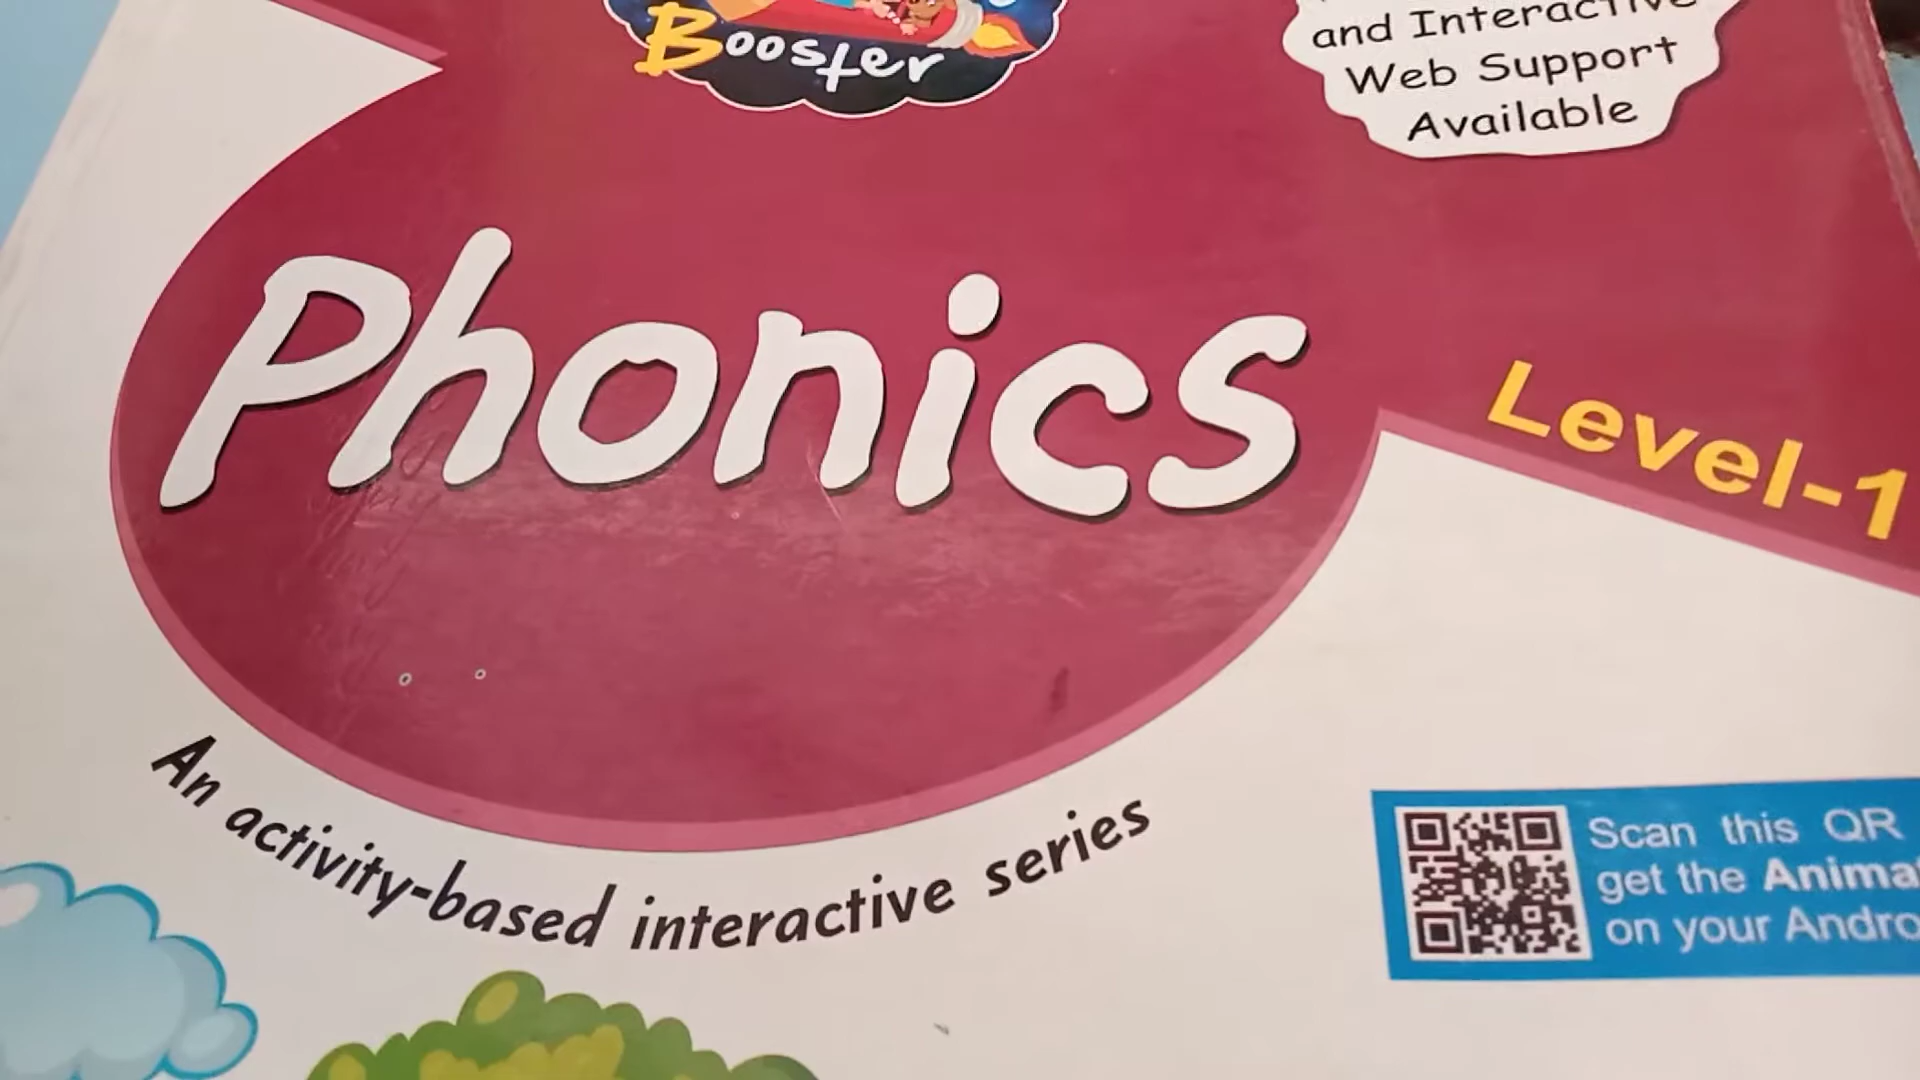 Booster
and Interactive
Web Support
Available
Phonics
Level-1
An activity-based interactive series
Scan this QR
get the
on your